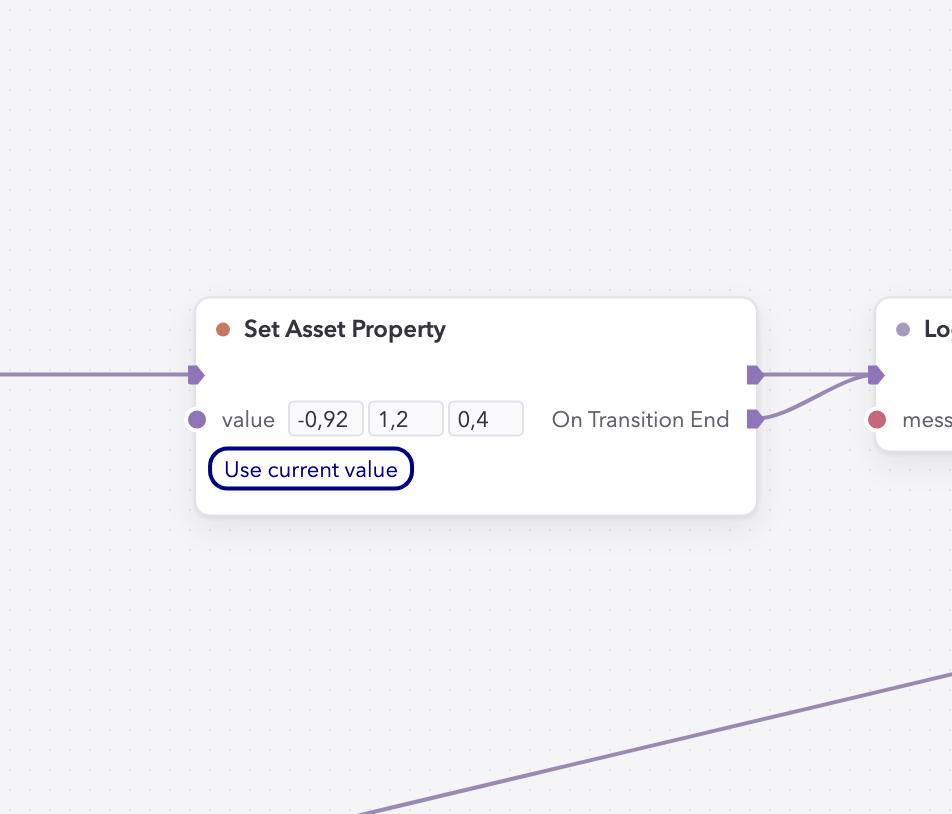 Set Asset Property
value -0,92 1,2 0,4 On Transition End
Use current value